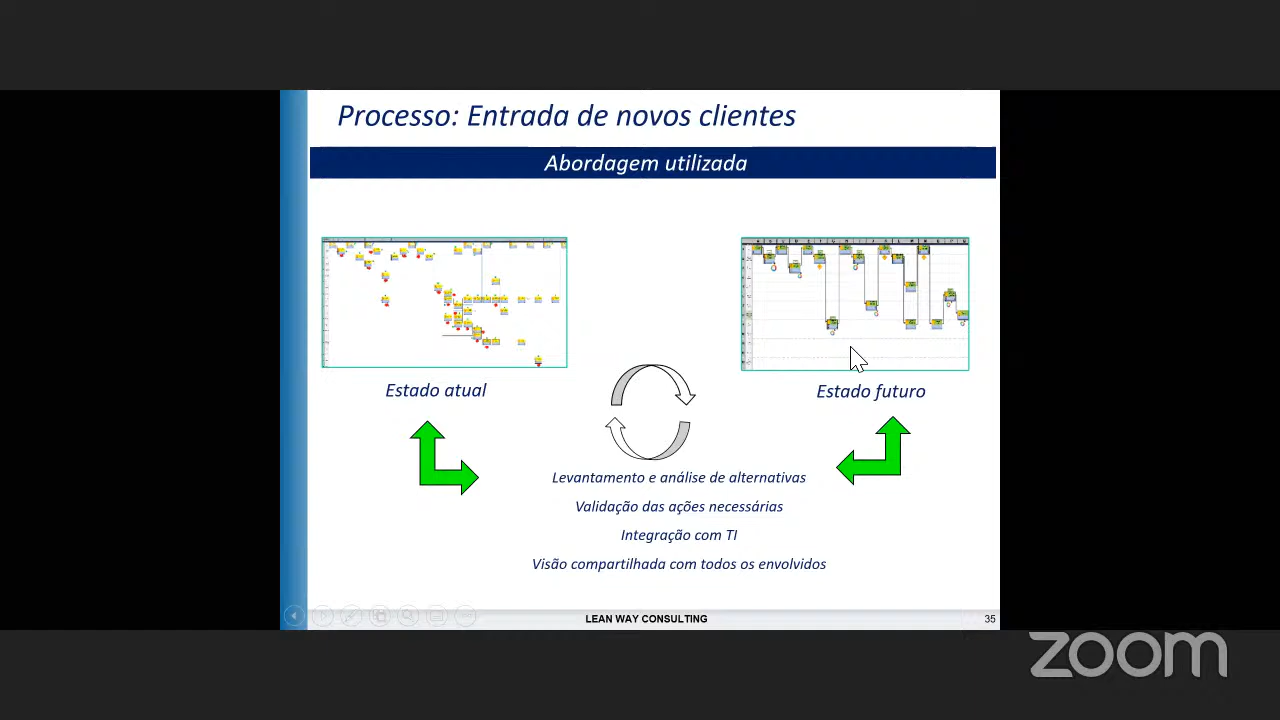 Processo: Entrada de novos clientes
Abordagem utilizada
Estado atual
Estado futuro
Levantamento e análise de alternativas
Validação das ações necessárias
Integração com TI
Visão compartilhada com todos os envolvidos
LEAN WAY CONSULTING
35
zoom